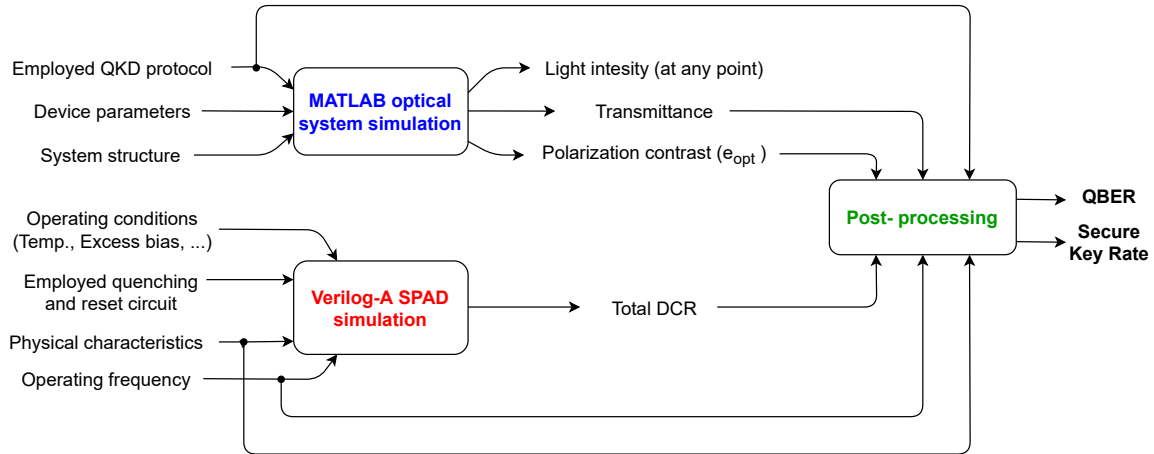 Employed QKD protocol
Device parameters
System structure
MATLAB optical
system simulation
Light intesity (at any point)
Transmittance
Polarization contrast (e_opt )
Operating conditions
(Temp., Excess bias, ...)
Employed quenching
and reset circuit
Physical characteristics
Operating frequency
Verilog-A SPAD
simulation
Total DCR
Post- processing
QBER
Secure
Key Rate